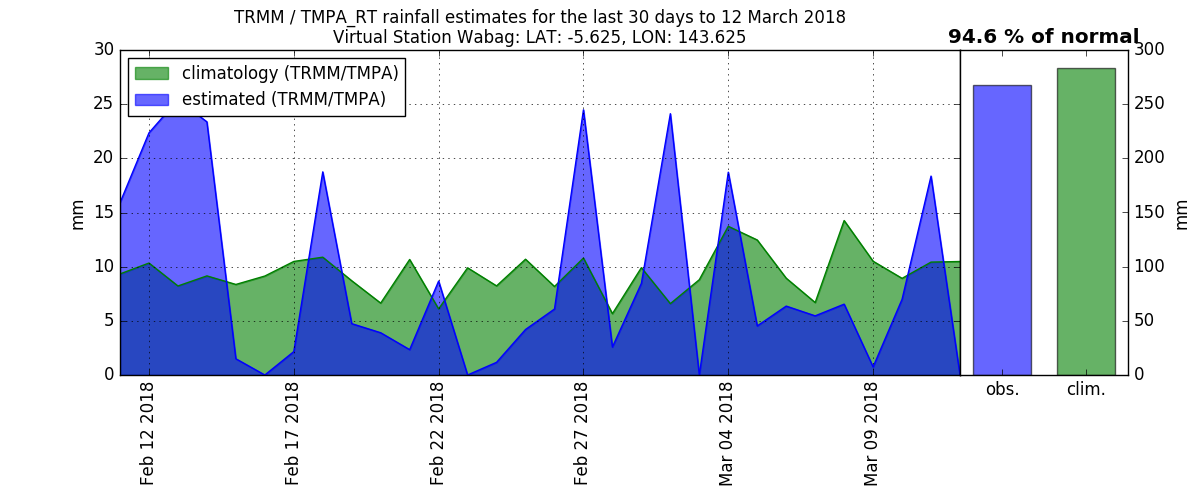 TRMM / TMPA_RT rainfall estimates for the last 30 days to 12 March 2018
Virtual Station Wabag: LAT: -5.625, LON: 143.625
94.6 % of normal
climatology (TRMM/TMPA)
estimated (TRMM/TMPA)
mm
30
25
20
15
10
5
0
Feb 12 2018
Feb 17 2018
Feb 22 2018
Feb 27 2018
Mar 04 2018
Mar 09 2018
obs.
clim.
300
250
200
150
100
50
0
mm